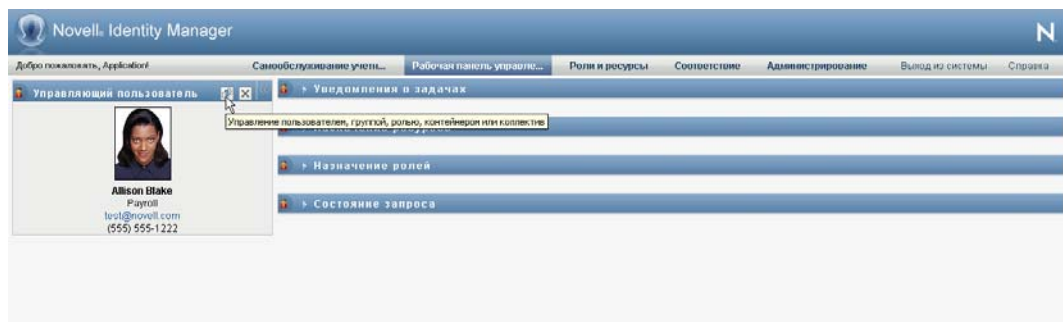 Novell® Identity Manager
N
Добро пожаловать, Application!
Самообслуживание учетн... Рабочая панель управле... Роли и ресурсы Соответствие Администрирование Выход из системы Справка
Управляющий пользователь
Уведомления о задачах
Управление пользователем, группой, ролью, контейнером или коллектив
Назначение ролей
Состояние запроса
Allison Blake
Payroll
test@novell.com
(555) 555-1222